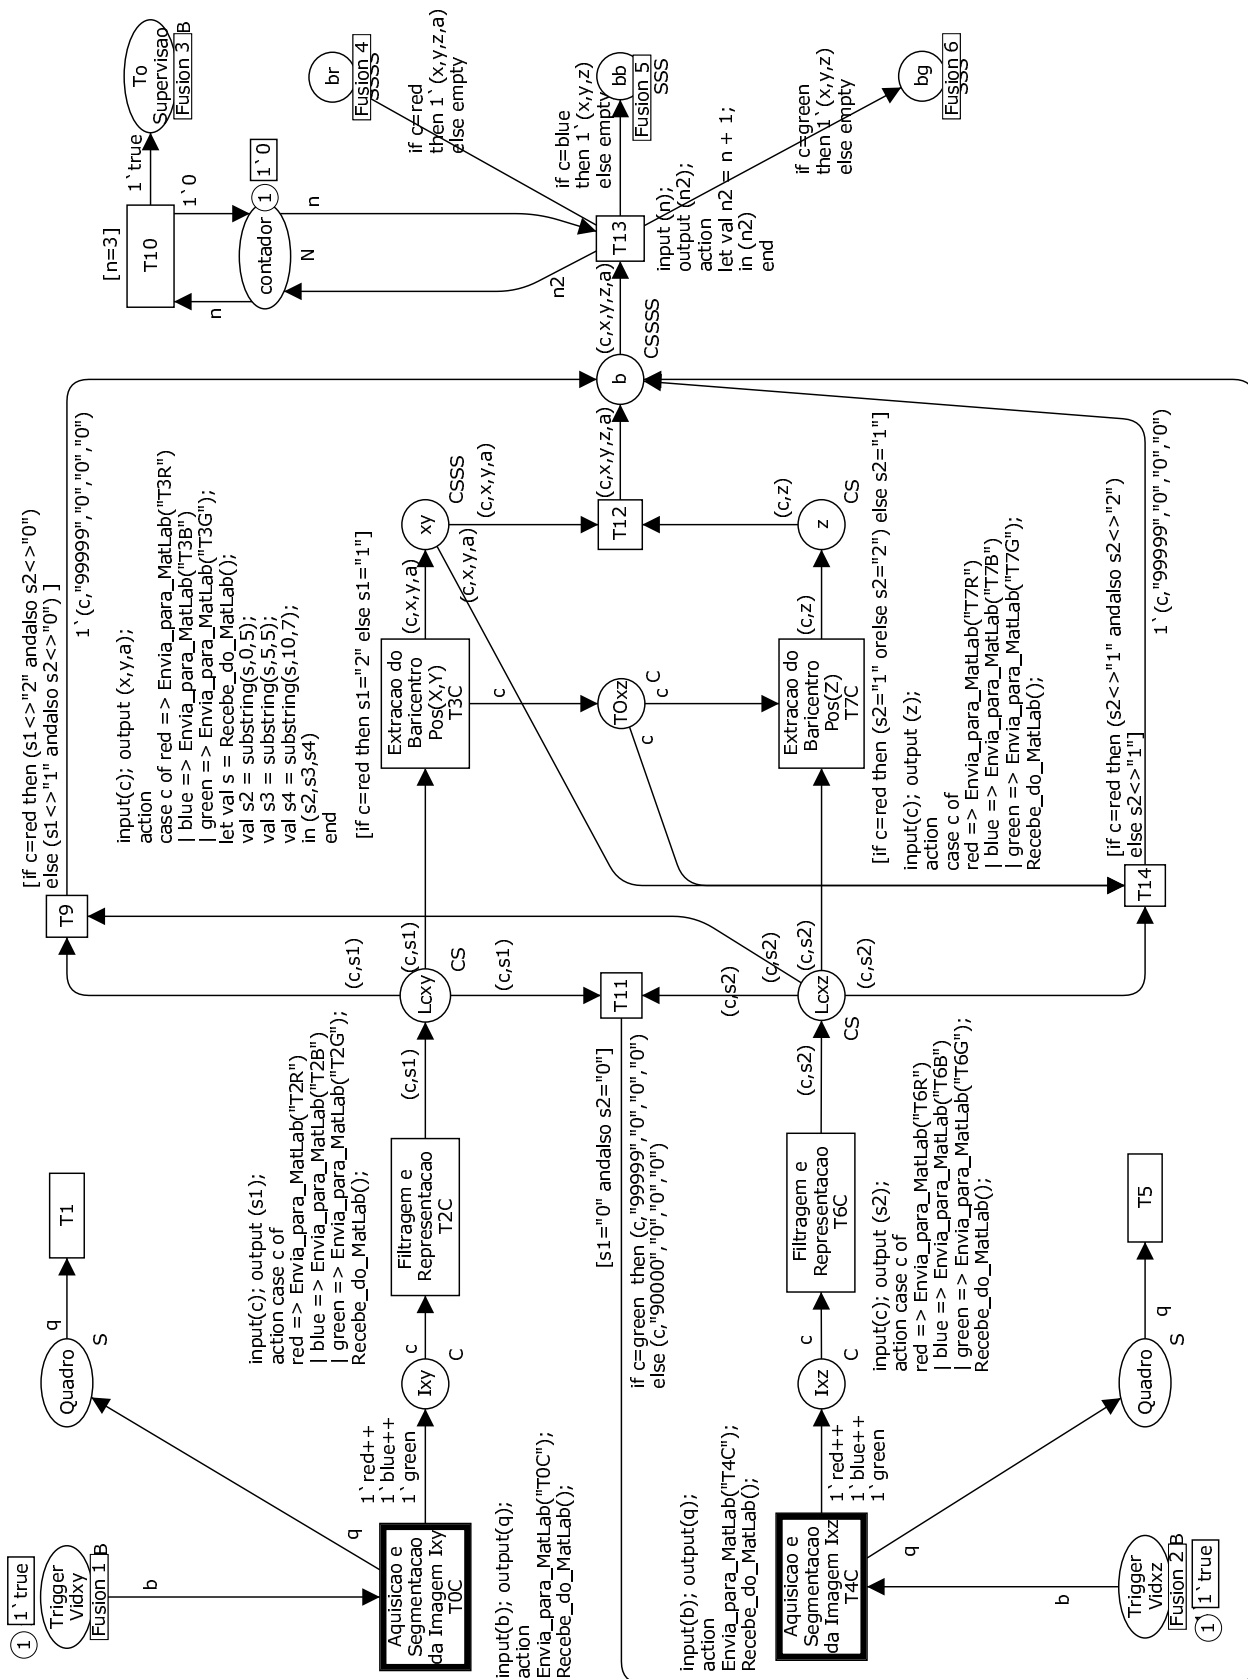 1
1`true
Trigger
Vidxy
Fusion 1
B
b
Aquisicao e
Segmentacao
da Imagem Ixy
T0C
input(b); output(q);
action
Envia_para_MatLab("T0C");
Recebe_do_MatLab();
q
Quadro
S
q
T1
1`red++
1`blue++
1`green
Ixy
C
c
input(c); output (s1);
action case c of
red => Envia_para_MatLab("T2R")
| blue => Envia_para_MatLab("T2B")
| green => Envia_para_MatLab("T2G");
Recebe_do_MatLab();
Filtragem e
Representacao
T2C
(c,s1)
Lcxy
CS
(c,s1)
(c,s1)
(c,s1)
T9
[if c=red then (s1<>"2" andalso s2<>"0")
else (s1<>"1" andalso s2<>"0") ]
1`(c,"99999","0","0","0")
input(c); output (x,y,a);
action
case c of red => Envia_para_MatLab("T3R")
| blue => Envia_para_MatLab("T3B")
| green => Envia_para_MatLab("T3G");
let val s = Recebe_do_MatLab();
val s2 = substring(s,0,5);
val s3 = substring(s,5,5);
val s4 = substring(s,10,7);
in (s2,s3,s4)
end
[if c=red then s1="2" else s1="1"]
Extracao do
Baricentro
Pos(X,Y)
T3C
(c,x,y,a)
xy
CSSS
(c,x,y,a)
(c,x,y,a)
c
TOxz
C
c
c
T11
[s1="0" andalso s2="0"]
if c=green then (c,"99999","0","0","0")
else (c,"90000","0","0","0")
T12
(c,x,y,z,a)
b
CSSSS
(c,x,y,z,a)
T13
input (n);
output (n2);
action
let val n2 = n + 1;
in (n2)
end
n2
n
contador
1
1`0
N
n
1`0
[n=3]
T10
1`true
To
Supervisao
Fusion 3
B
br
Fusion 4
SSSS
if c=red
then 1`(x,y,z,a)
else empty
bb
Fusion 5
SSS
if c=blue
then 1`(x,y,z)
else empty
bg
Fusion 6
SSS
if c=green
then 1`(x,y,z)
else empty
input(b); output(q);
action
Envia_para_MatLab("T4C");
Recebe_do_MatLab();
Aquisicao e
Segmentacao
da Imagem Ixz
T4C
b
Trigger
Vidxz
Fusion 2
B
1
1`true
q
Quadro
S
q
T5
1`red++
1`blue++
1`green
Ixz
C
c
input(c); output (s2);
action case c of
red => Envia_para_MatLab("T6R")
| blue => Envia_para_MatLab("T6B")
| green => Envia_para_MatLab("T6G");
Recebe_do_MatLab();
Filtragem e
Representacao
T6C
(c,s2)
Lcxz
CS
(c,s2)
(c,s2)
(c,s2)
(c,s2)
Extracao do
Baricentro
Pos(Z)
T7C
[if c=red then (s2="1" orelse s2="2") else s2="1"]
input(c); output (z);
action
case c of
red => Envia_para_MatLab("T7R")
| blue => Envia_para_MatLab("T7B")
| green => Envia_para_MatLab("T7G");
Recebe_do_MatLab();
(c,z)
z
CS
(c,z)
T14
[if c=red then (s2<>"1" andalso s2<>"2")
else s2<>"1"]
1`(c,"99999","0","0","0")